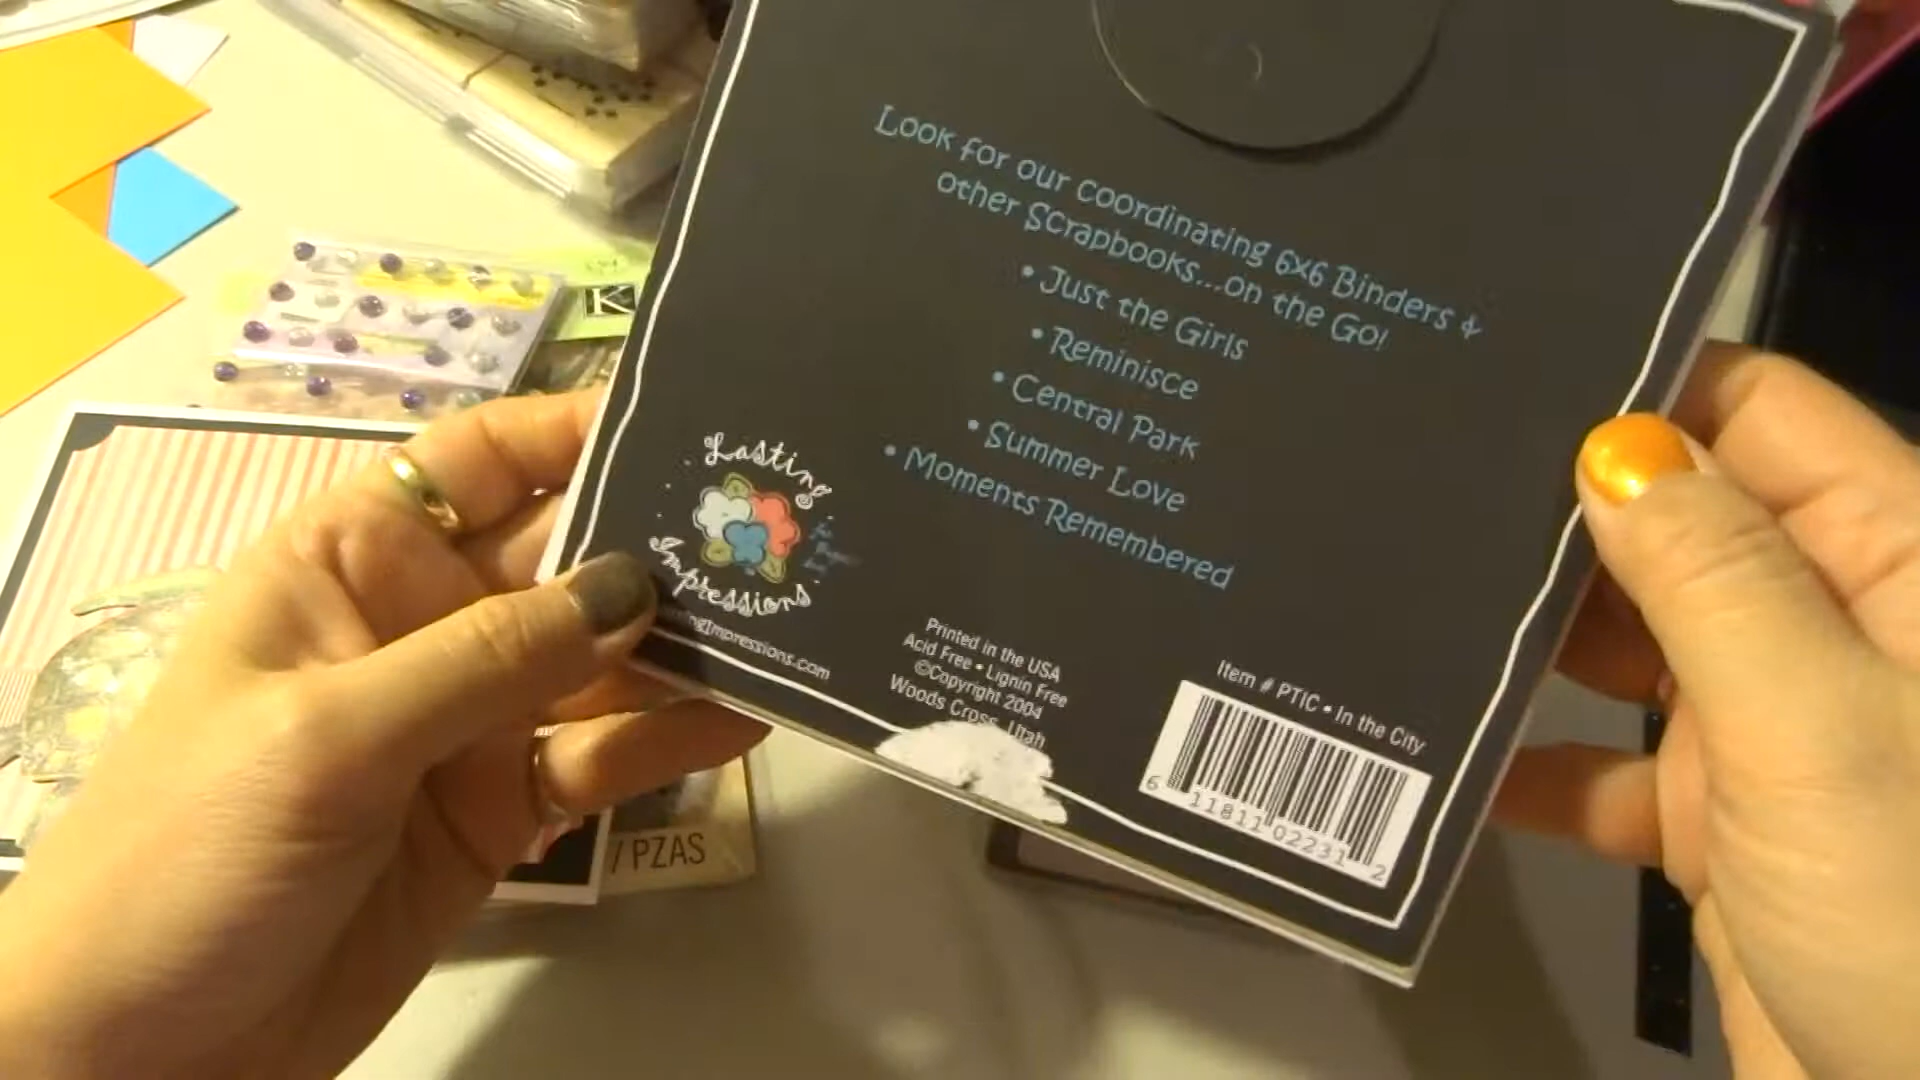 Look for our coordinating 6x6 Binders &
other Scrapbooks...on the Go!
• Just the Girls
• Reminisce
• Central Park
• Summer Love
• Moments Remembered
Lasting
Impressions
ngImpressions.com
Printed in the USA
Acid Free • Lignin Free
©Copyright 2004
Woods Cross, Utah
Item # PTIC • In the City
6 11811 02231 2
K
/ PZAS